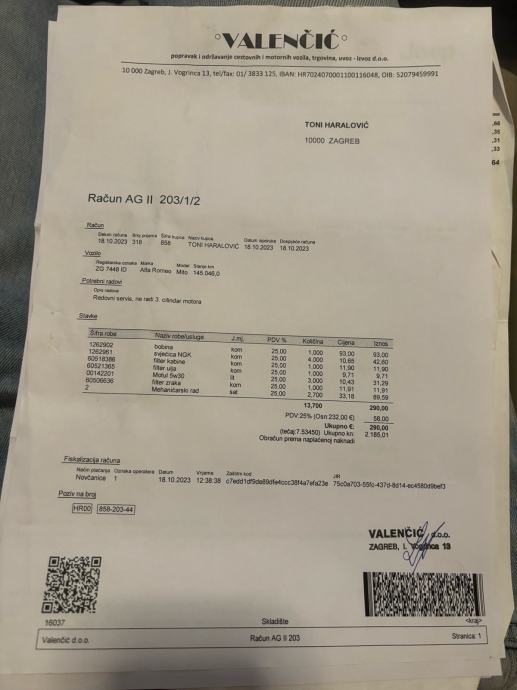 °VALENČIĆ°
popravak i održavanje cestovnih i motornih vozila, trgovina, uvoz - izvoz d.o.o.
10 000 Zagreb, J. Vogrinca 13, tel/fax: 01/ 3833 125, IBAN: HR7024070001100116048, OIB: 52079459991
TONI HARALOVIĆ
10000 ZAGREB
Račun AG II 203/1/2
Račun
Datum računa Broj prijema Šifra kupca Naziv kupca Datum isporuke Dospijeće računa
18.10.2023 318 858 TONI HARALOVIĆ 18.10.2023 18.10.2023
Vozilo
Registarska oznaka Marka Model Stanje km
ZG 7448 ID Alfa Romeo Mito 145.046,0
Potrebni radovi
Opis radova
Redovni servis, ne radi 3. cilindar motora
Stavke
Šifra robe Naziv robe/usluge J.mj. PDV % Količina Cijena Iznos
1262902 bobina kom 25,00 1,000 93,00 93,00
1262981 svjećica NGK kom 25,00 4,000 10,65 42,60
60518386 filter kabine kom 25,00 1,000 11,90 11,90
60521365 filter ulja kom 25,00 1,000 9,71 9,71
00142201 Motul 5w30 lit 25,00 3,000 10,43 31,29
60506636 filter zraka kom 25,00 1,000 11,91 11,91
2 Mehaničarski rad sat 25,00 2,700 33,18 89,59
13,700 290,00
PDV:25% (Osn:232,00 €) 58,00
Ukupno €: 290,00
(tečaj:7.53450) Ukupno kn: 2.185,01
Obračun prema naplaćenoj naknadi
Fiskalizacija računa
Način plaćanja Oznaka operatera Datum Vrijeme Zaštitni kod JIR
Novčanice 1 18.10.2023 12:38:38 c7edd1df9de89dfe4ccc38f4a7efa23e 75c0a703-55fc-437d-8d14-ec4580d9bef3
Poziv na broj
HR00 858-203-44
VALENČIĆ d.o.o.
ZAGREB, J. Vogrinca 13
16037 Skladište <kraj>
Valenčić d.o.o. Račun AG II 203 Stranica: 1
,66
,35
,31
,33
64